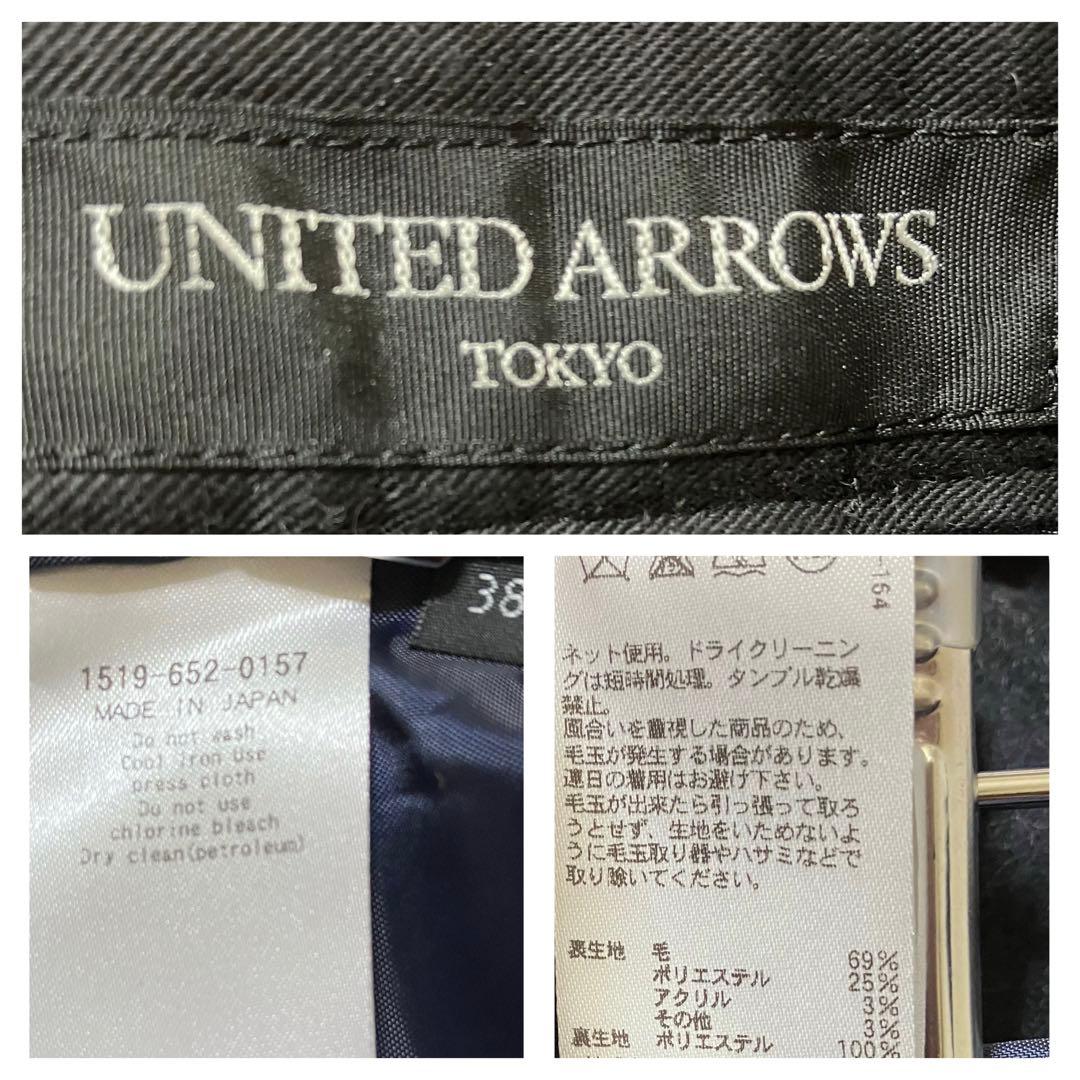 UNITED ARROWS
TOKYO
1519-652-0157
MADE IN JAPAN
Do not wash
Cool iron Use
press cloth
Do not use
chlorine bleach
Dry clean(petroleum)
38
-164
ネット使用。ドライクリーニン
グは短時間処理。タンブル乾燥
禁止。
風合いを重視した商品のため、
毛玉が発生する場合があります。
連日の着用はお避け下さい。
毛玉が出来たら引っ張って取ろ
うとせず、生地をいためないよ
うに毛玉取り器やハサミなどで
取り除いてください。
表生地 毛 69%
ポリエステル 25%
アクリル 3%
その他 3%
裏生地 ポリエステル 100%